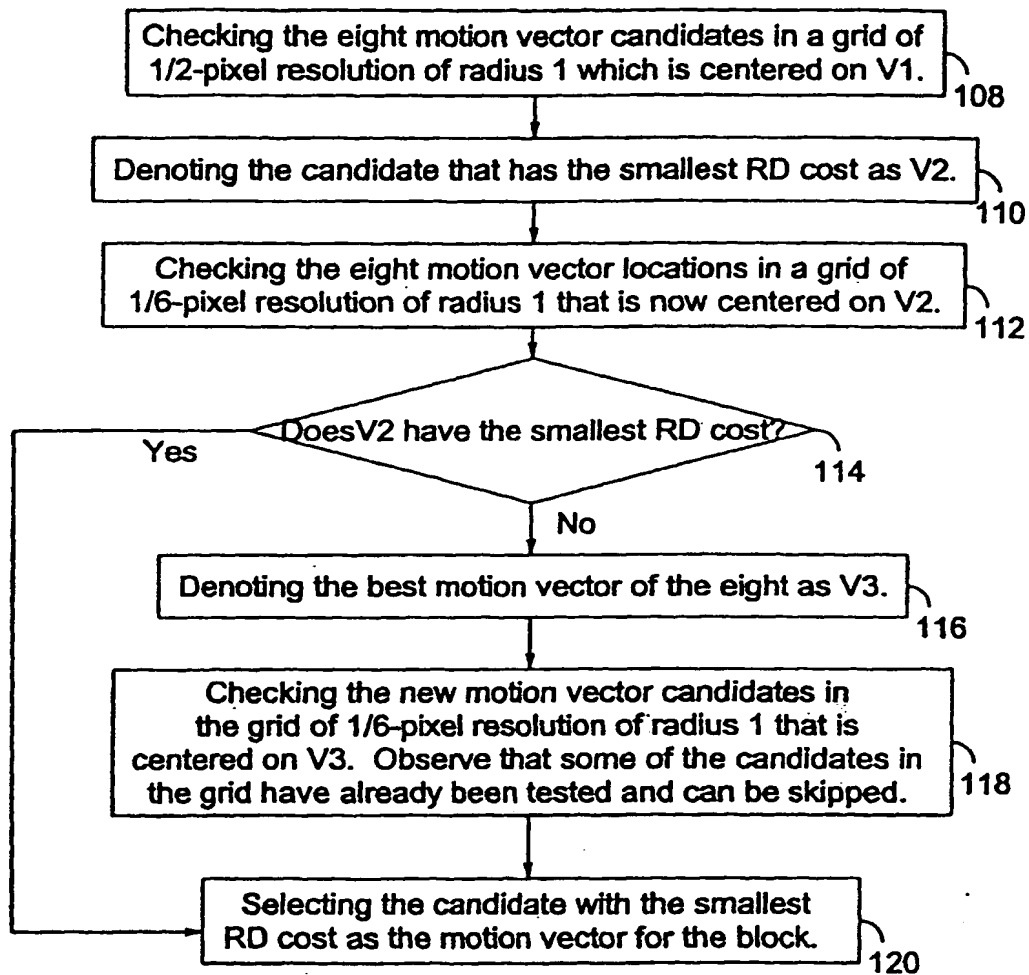 Checking the eight motion vector candidates in a grid of
1/2-pixel resolution of radius 1 which is centered on V1.
108
Denoting the candidate that has the smallest RD cost as V2.
110
Checking the eight motion vector locations in a grid of
1/6-pixel resolution of radius 1 that is now centered on V2.
112
DoesV2 have the smallest RD cost?
Yes
114
No
Denoting the best motion vector of the eight as V3.
116
Checking the new motion vector candidates in
the grid of 1/6-pixel resolution of radius 1 that is
centered on V3. Observe that some of the candidates in
the grid have already been tested and can be skipped.
118
Selecting the candidate with the smallest
RD cost as the motion vector for the block.
120